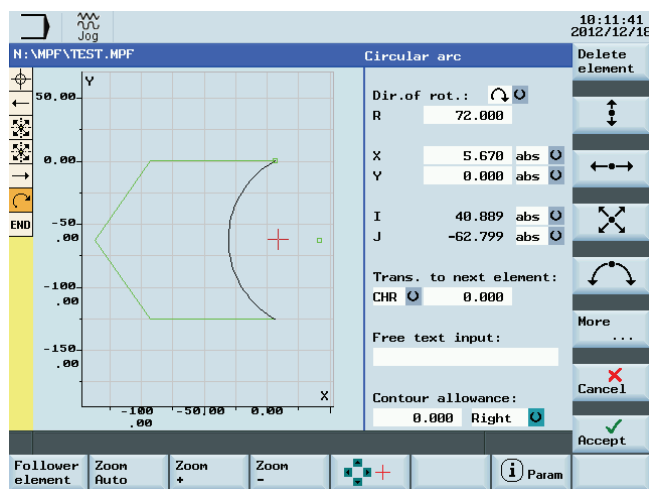 Jog
10:11:41
2012/12/18
N:\MPF\TEST.MPF
Circular arc
Delete
element
Y
50.00
0.00
-50
.00
-100
.00
-150
.00
END
X
-100
.00
-50.00
0.00
Dir.of rot.:
R 72.000
X 5.670 abs
Y 0.000 abs
I 40.889 abs
J -62.799 abs
Trans. to next element:
CHR 0.000
Free text input:
Contour allowance:
0.000 Right
More
...
Cancel
Accept
Follower
element
Zoom
Auto
Zoom
+
Zoom
-
i Param